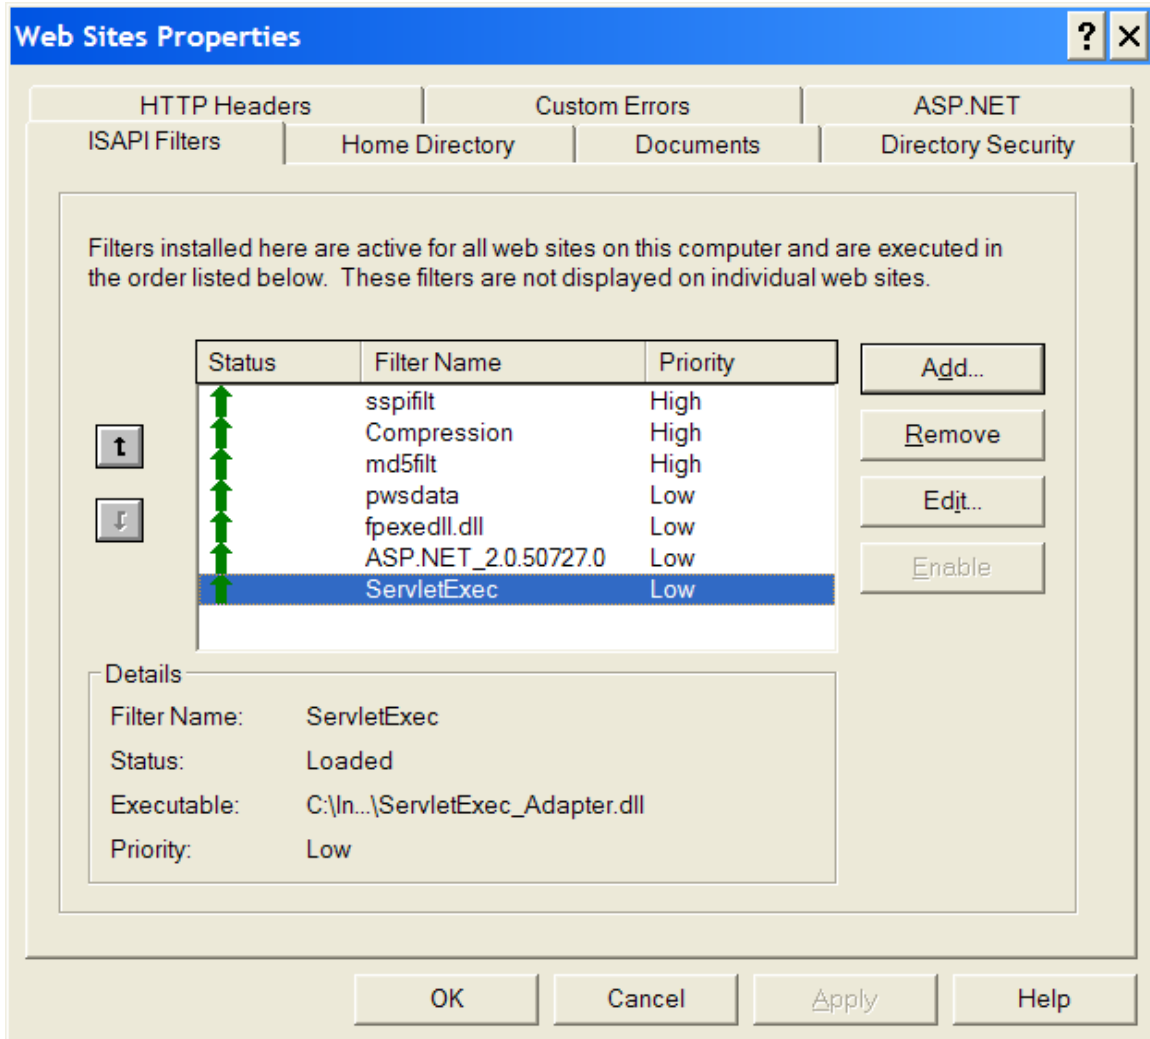 Web Sites Properties
HTTP Headers Custom Errors ASP.NET
ISAPI Filters Home Directory Documents Directory Security
Filters installed here are active for all web sites on this computer and are executed in
the order listed below. These filters are not displayed on individual web sites.
Status Filter Name Priority
sspifilt High
Compression High
md5filt High
pwsdata Low
fpexedll.dll Low
ASP.NET_2.0.50727.0 Low
ServletExec Low
Add...
Remove
Edit...
Enable
Details
Filter Name: ServletExec
Status: Loaded
Executable: C:\In...\ServletExec_Adapter.dll
Priority: Low
OK Cancel Apply Help